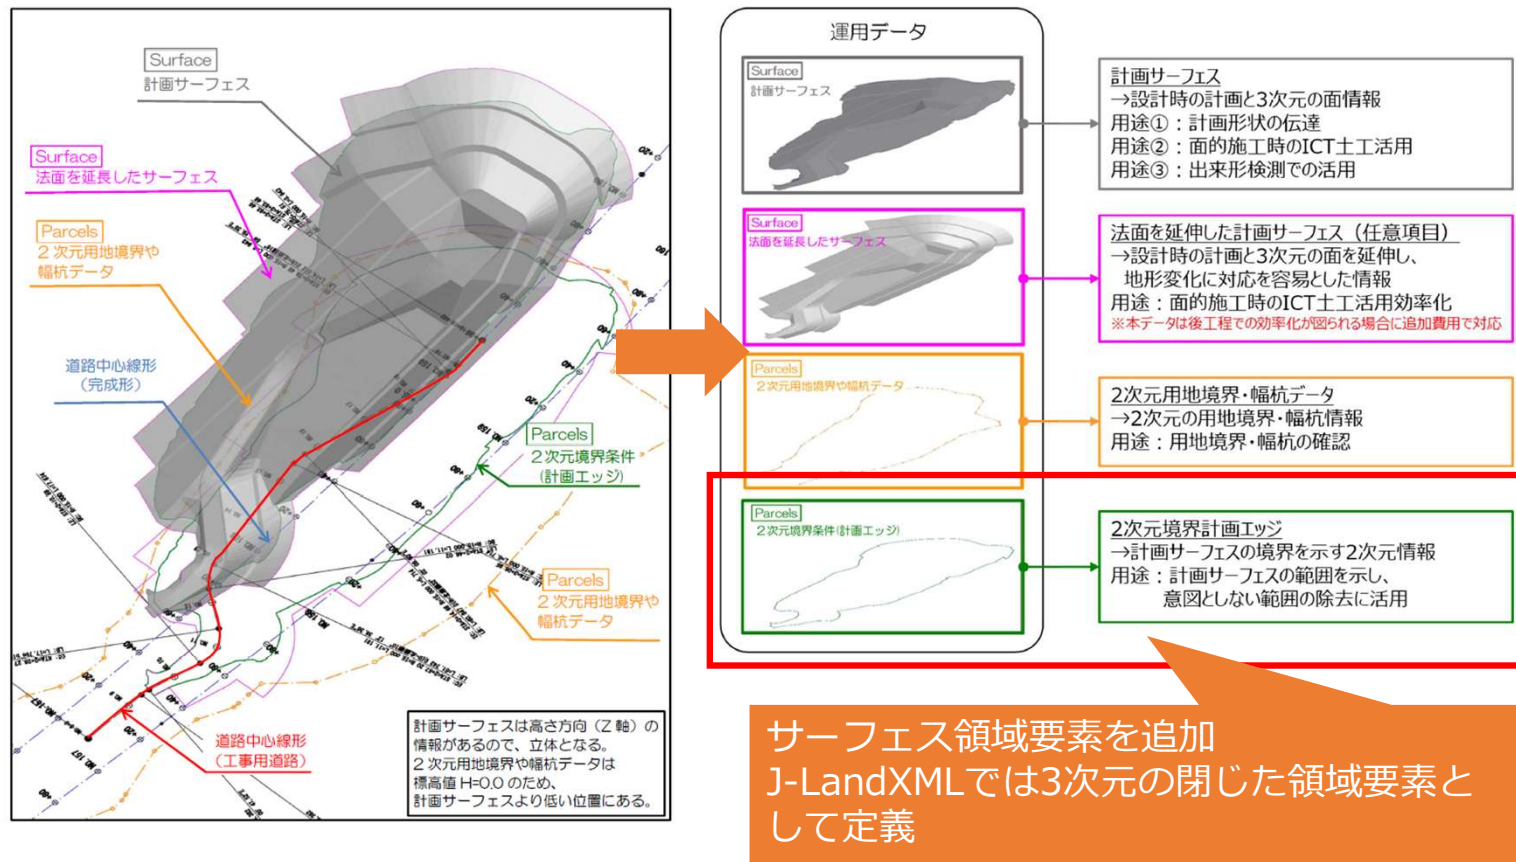 Surface
計画サーフェス
Surface
法面を延長したサーフェス
Parcels
2次元用地境界や
幅杭データ
道路中心線形
(完成形)
Parcels
2次元境界条件
(計画エッジ)
Parcels
2次元用地境界や
幅杭データ
道路中心線形
(工事用道路)
計画サーフェスは高さ方向（Z軸）の
情報があるので、立体となる。
2次元用地境界や幅杭データは
標高値 H=0.0 のため、
計画サーフェスより低い位置にある。
運用データ
Surface
計画サーフェス
Surface
法面を延長したサーフェス
Parcels
2次元用地境界や幅杭データ
Parcels
2次元境界条件(計画エッジ)
計画サーフェス
→設計時の計画と3次元の面情報
用途①：計画形状の伝達
用途②：面的施工時のICT土工活用
用途③：出来形検測での活用
法面を延伸した計画サーフェス（任意項目）
→設計時の計画と3次元の面を延伸し、
地形変化に対応を容易とした情報
用途：面的施工時のICT土工活用効率化
※本データは後工程での効率化が図られる場合に追加費用で対応
2次元用地境界・幅杭データ
→2次元の用地境界・幅杭情報
用途：用地境界・幅杭の確認
2次元境界計画エッジ
→計画サーフェスの境界を示す2次元情報
用途：計画サーフェスの範囲を示し、
意図としない範囲の除去に活用
サーフェス領域要素を追加
J-LandXMLでは3次元の閉じた領域要素と
して定義